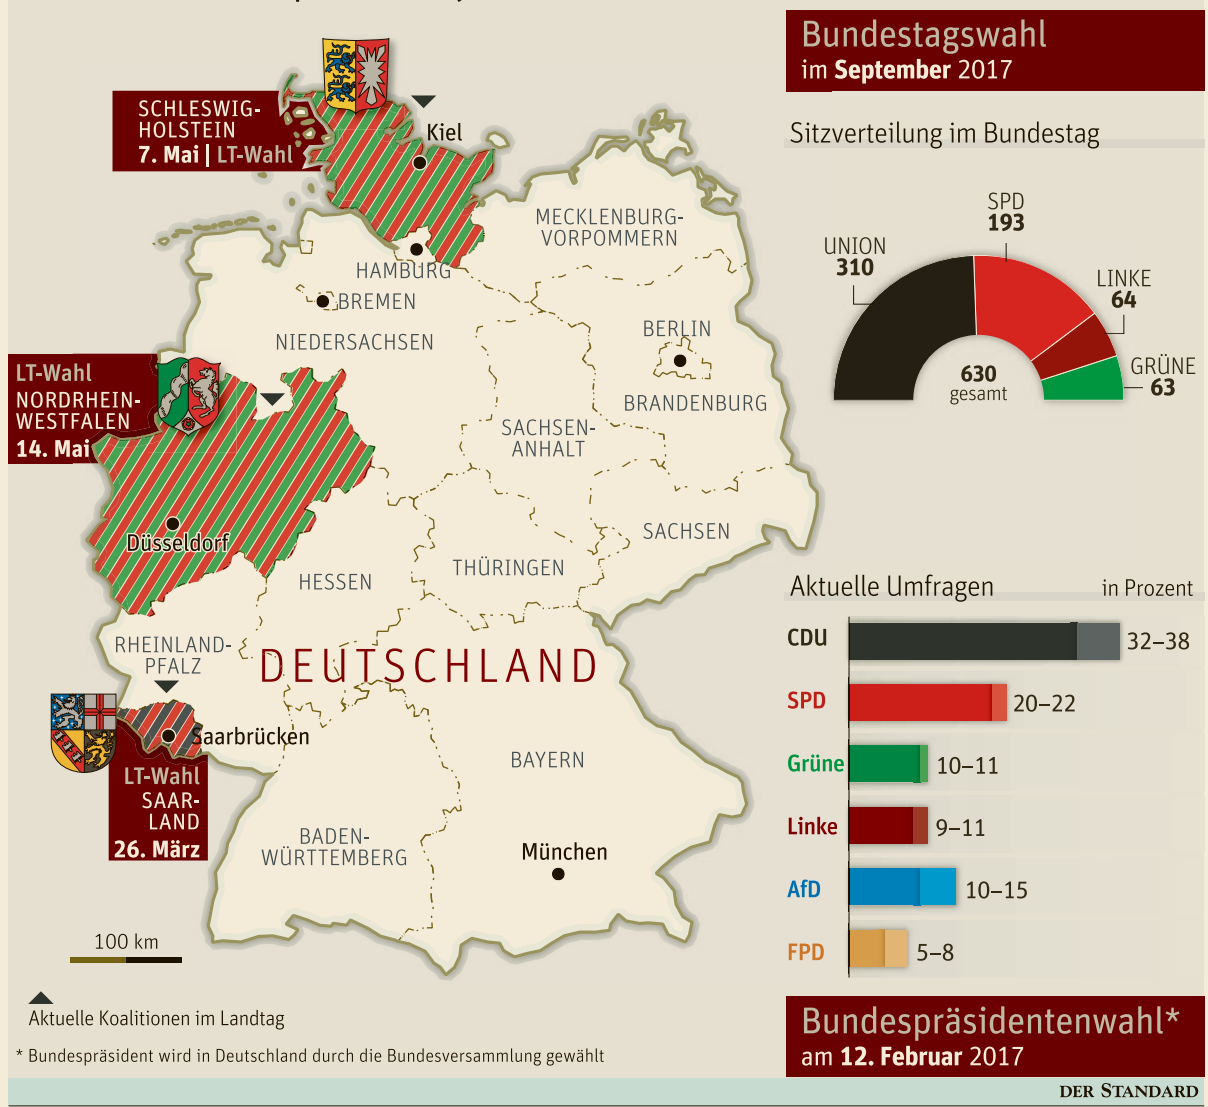 Bundestagswahl
im September 2017
SCHLESWIG-
HOLSTEIN
7. Mai | LT-Wahl
Kiel
MECKLENBURG-
VORPOMMERN
HAMBURG
BREMEN
NIEDERSACHSEN
BERLIN
BRANDENBURG
LT-Wahl
NORDRHEIN-
WESTFALEN
14. Mai
SACHSEN-
ANHALT
Düsseldorf
SACHSEN
HESSEN
THÜRINGEN
RHEINLAND-
PFALZ
DEUTSCHLAND
Saarbrücken
LT-Wahl
SAAR-
LAND
26. März
BAYERN
BADEN-
WÜRTTEMBERG
München
100 km
Aktuelle Koalitionen im Landtag
* Bundespräsident wird in Deutschland durch die Bundesversammlung gewählt
Sitzverteilung im Bundestag
SPD
193
UNION
310
LINKE
64
GRÜNE
63
630
gesamt
Aktuelle Umfragen in Prozent
CDU 32–38
SPD 20–22
Grüne 10–11
Linke 9–11
AfD 10–15
FPD 5–8
Bundespräsidentenwahl*
am 12. Februar 2017
DER STANDARD